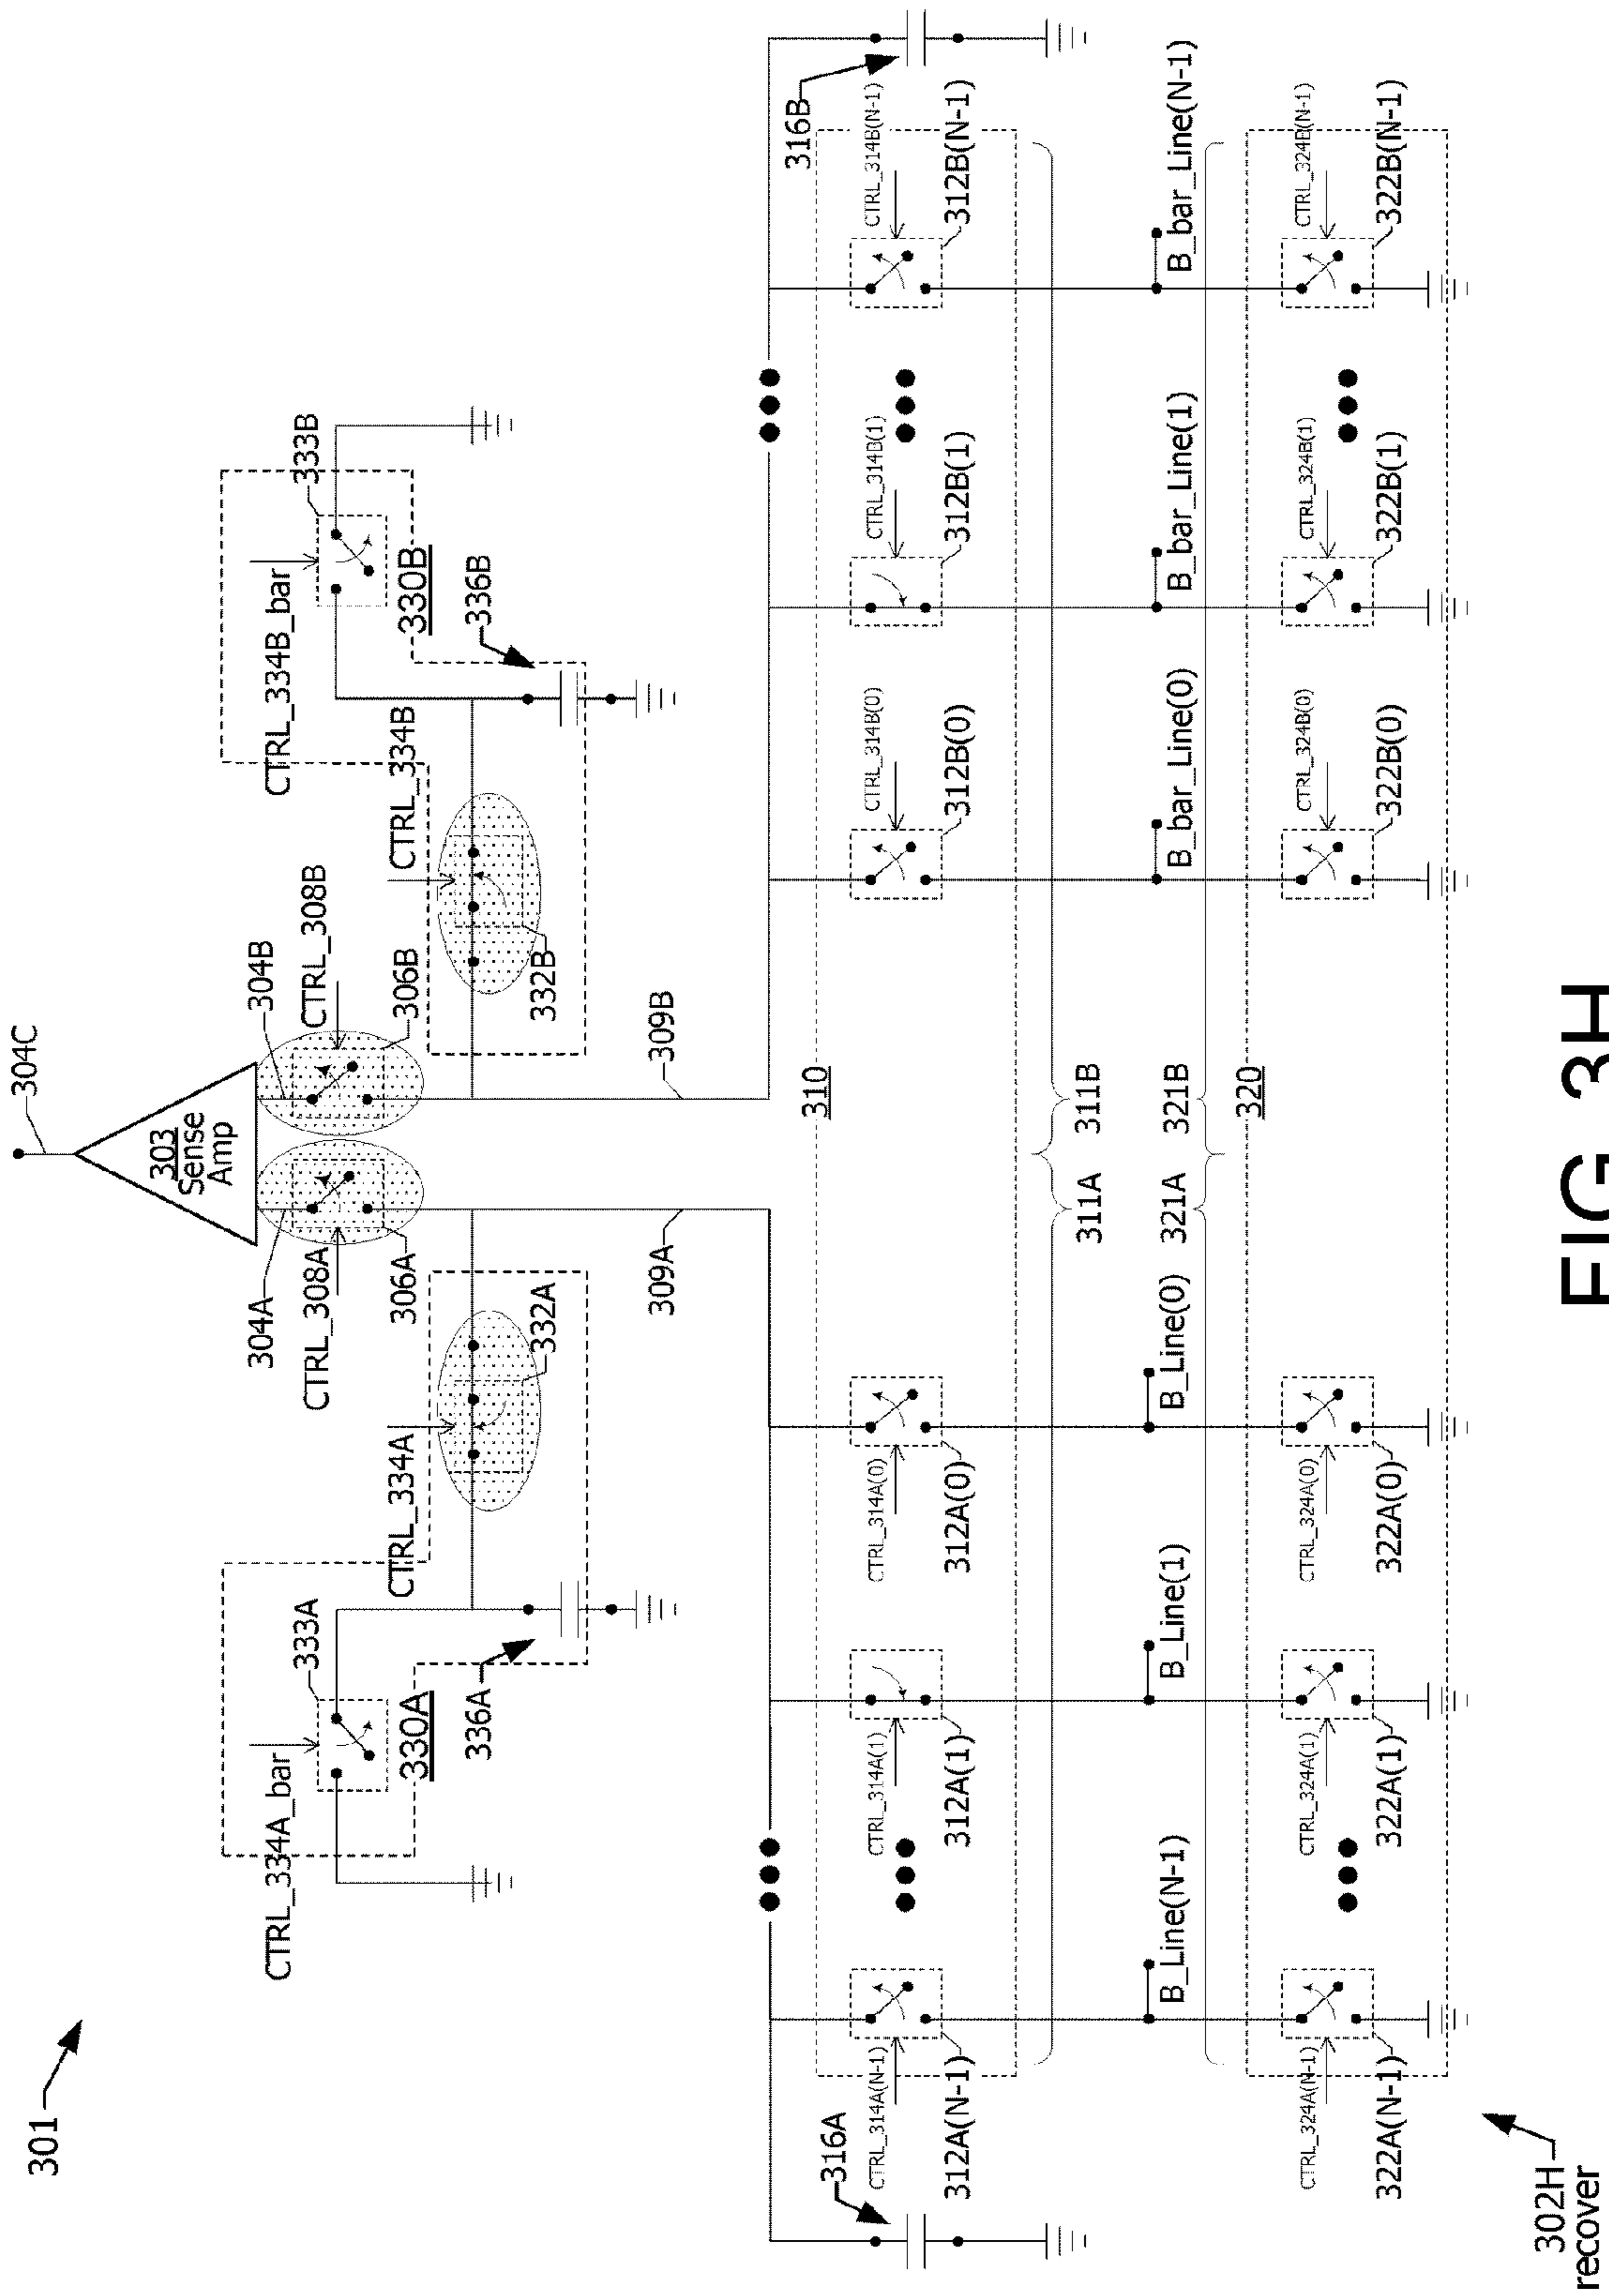 301
304C
303
Sense
Amp
304A
304B
CTRL_308A
CTRL_308B
306A
306B
CTRL_334A_bar
333A
330A
336A
CTRL_334A
332A
CTRL_334B_bar
333B
330B
336B
CTRL_334B
332B
309A
309B
316A
316B
310
CTRL_314A(N-1)
312A(N-1)
CTRL_314A(1)
312A(1)
CTRL_314A(0)
312A(0)
CTRL_314B(0)
312B(0)
CTRL_314B(1)
312B(1)
CTRL_314B(N-1)
312B(N-1)
311A
311B
B_Line(N-1)
B_Line(1)
B_Line(0)
B_bar_Line(0)
B_bar_Line(1)
B_bar_Line(N-1)
321A
321B
320
CTRL_324A(N-1)
322A(N-1)
CTRL_324A(1)
322A(1)
CTRL_324A(0)
322A(0)
CTRL_324B(0)
322B(0)
CTRL_324B(1)
322B(1)
CTRL_324B(N-1)
322B(N-1)
302H
recover
FIG. 3H